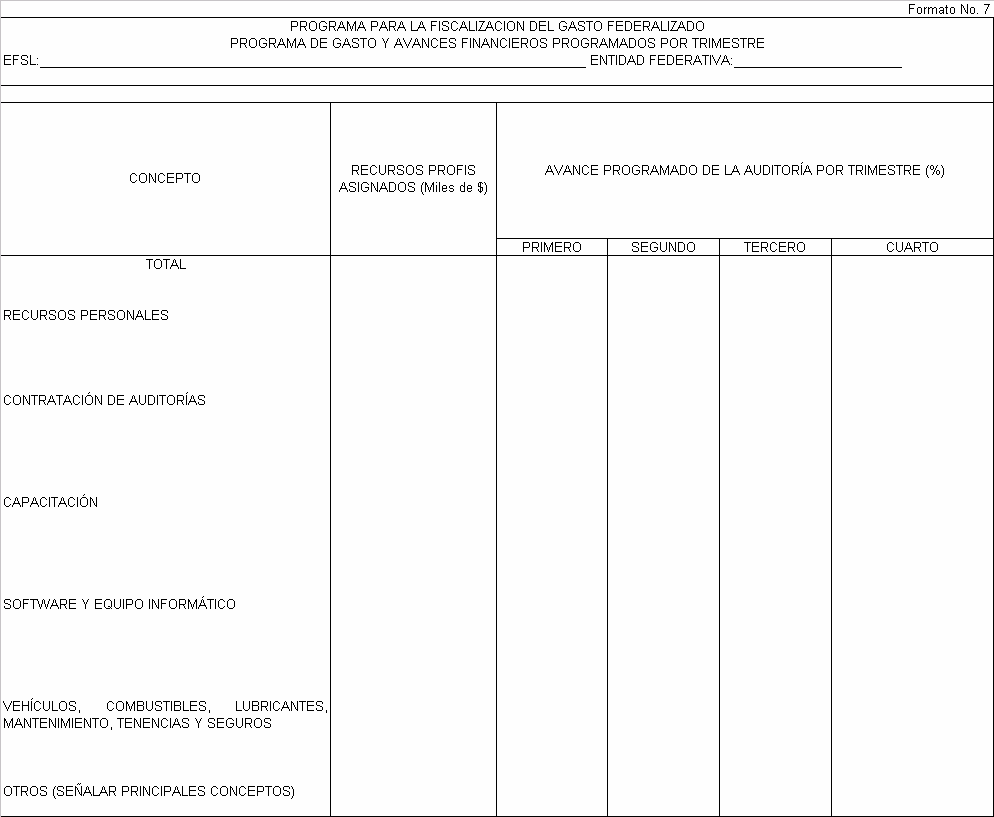 Formato No. 7
PROGRAMA PARA LA FISCALIZACION DEL GASTO FEDERALIZADO
PROGRAMA DE GASTO Y AVANCES FINANCIEROS PROGRAMADOS POR TRIMESTRE
EFSL:______________________________ ENTIDAD FEDERATIVA:__________
CONCEPTO
RECURSOS PROFIS
ASIGNADOS (Miles de $)
AVANCE PROGRAMADO DE LA AUDITORÍA POR TRIMESTRE (%)
PRIMERO
SEGUNDO
TERCERO
CUARTO
TOTAL
RECURSOS PERSONALES
CONTRATACIÓN DE AUDITORÍAS
CAPACITACIÓN
SOFTWARE Y EQUIPO INFORMÁTICO
VEHÍCULOS, COMBUSTIBLES, LUBRICANTES,
MANTENIMIENTO, TENENCIAS Y SEGUROS
OTROS (SEÑALAR PRINCIPALES CONCEPTOS)